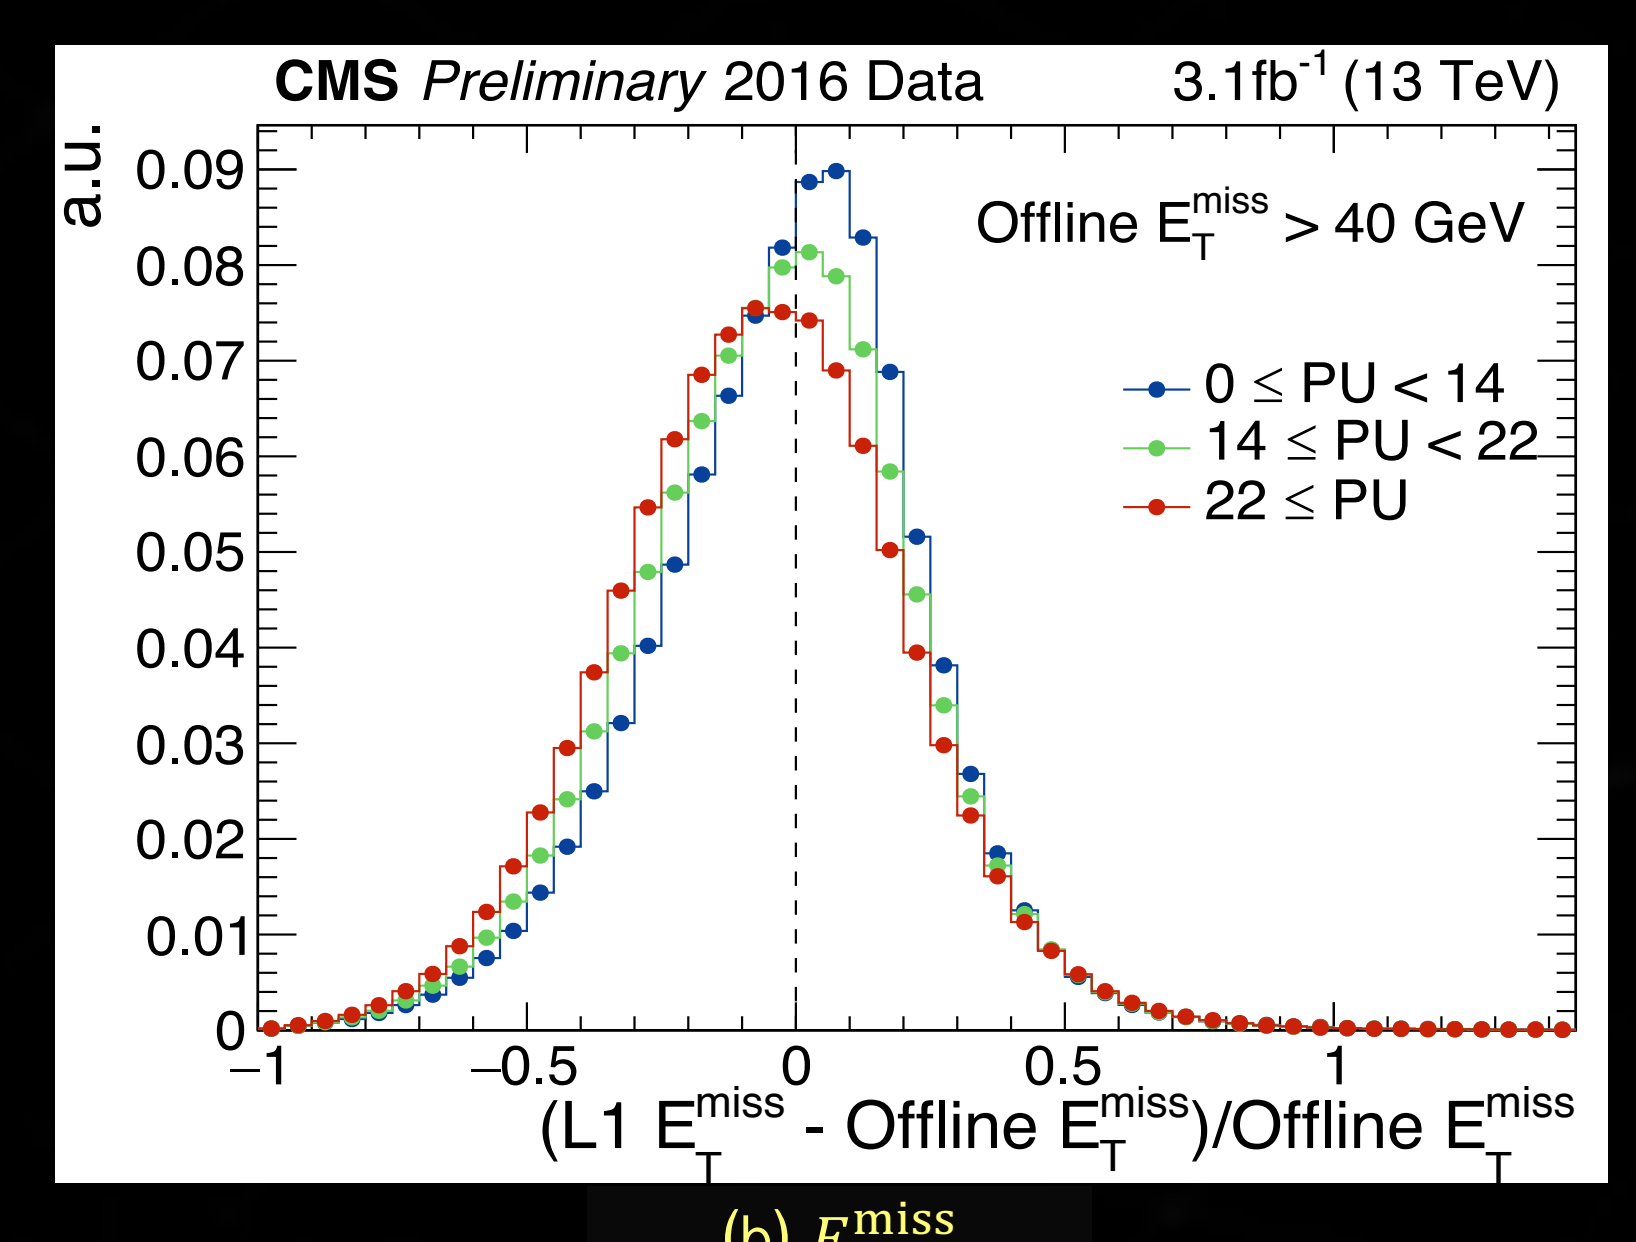 CMS Preliminary 2016 Data 3.1fb⁻¹ (13 TeV)
a.u.
Offline E_T^miss > 40 GeV
0 ≤ PU < 14
14 ≤ PU < 22
22 ≤ PU
0.09
0.08
0.07
0.06
0.05
0.04
0.03
0.02
0.01
0
−1 −0.5 0 0.5 1
(L1 E_T^miss - Offline E_T^miss)/Offline E_T^miss
(b) E^miss